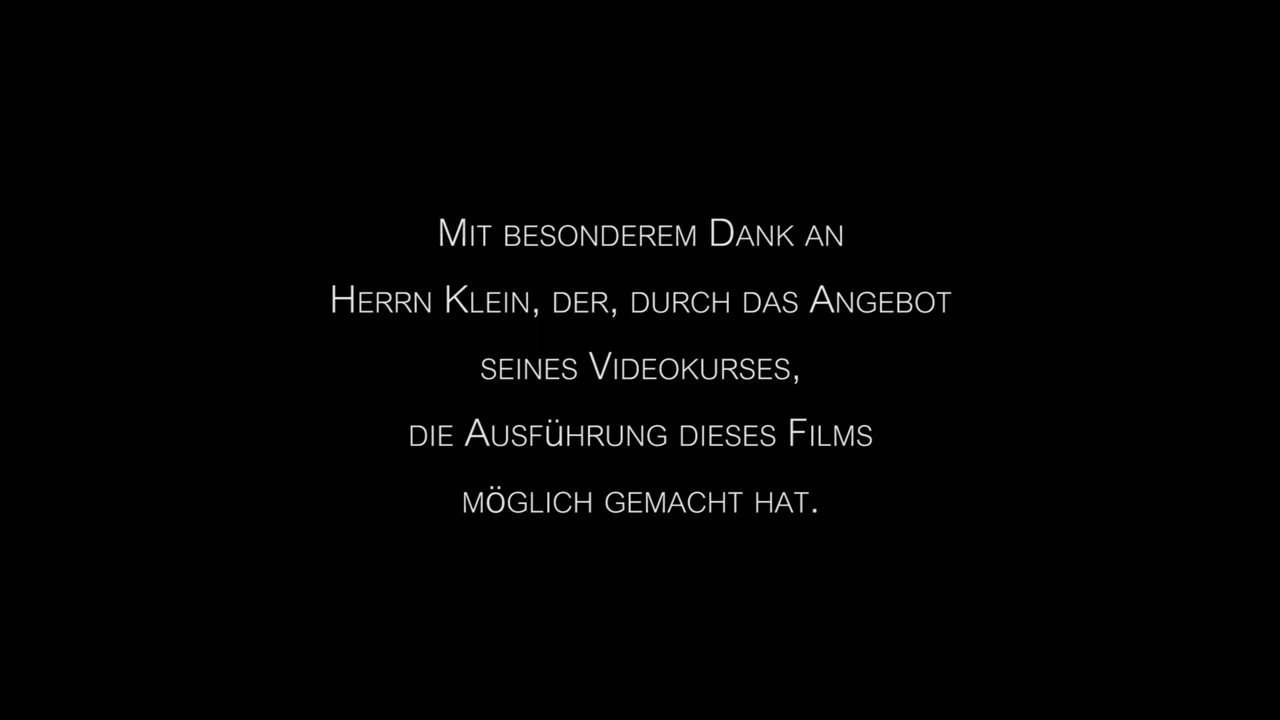 Mit besonderem Dank an
Herrn Klein, der, durch das Angebot
seines Videokurses,
die Ausführung dieses Films
möglich gemacht hat.